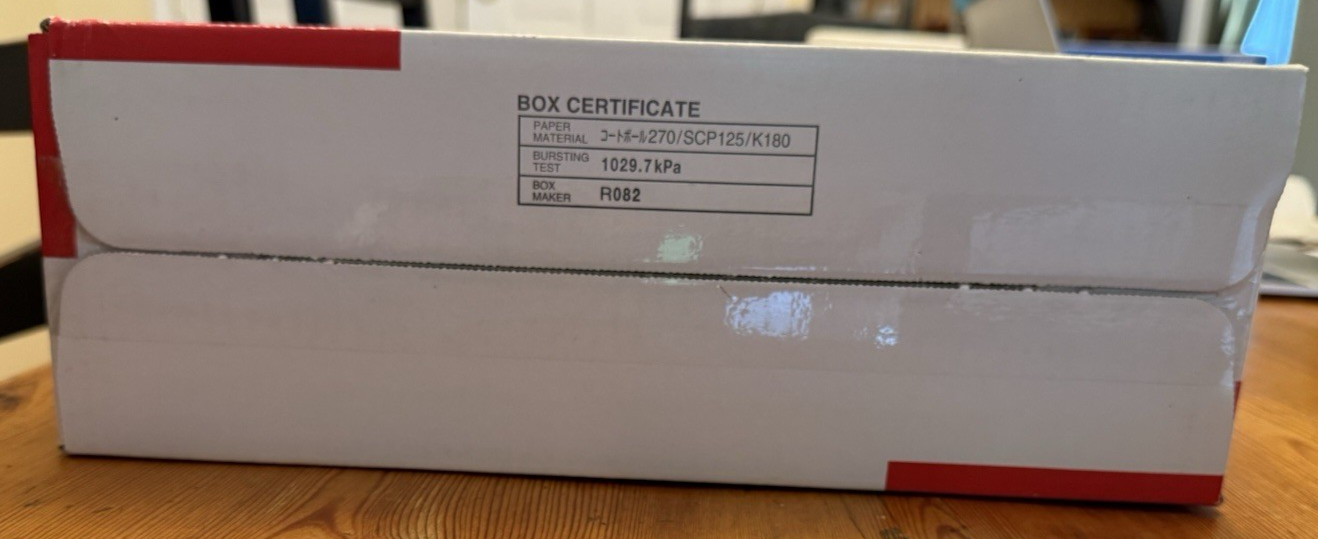 BOX CERTIFICATE
PAPER
MATERIAL コートボール270/SCP125/K180
BURSTING
TEST 1029.7kPa
BOX
MAKER R082